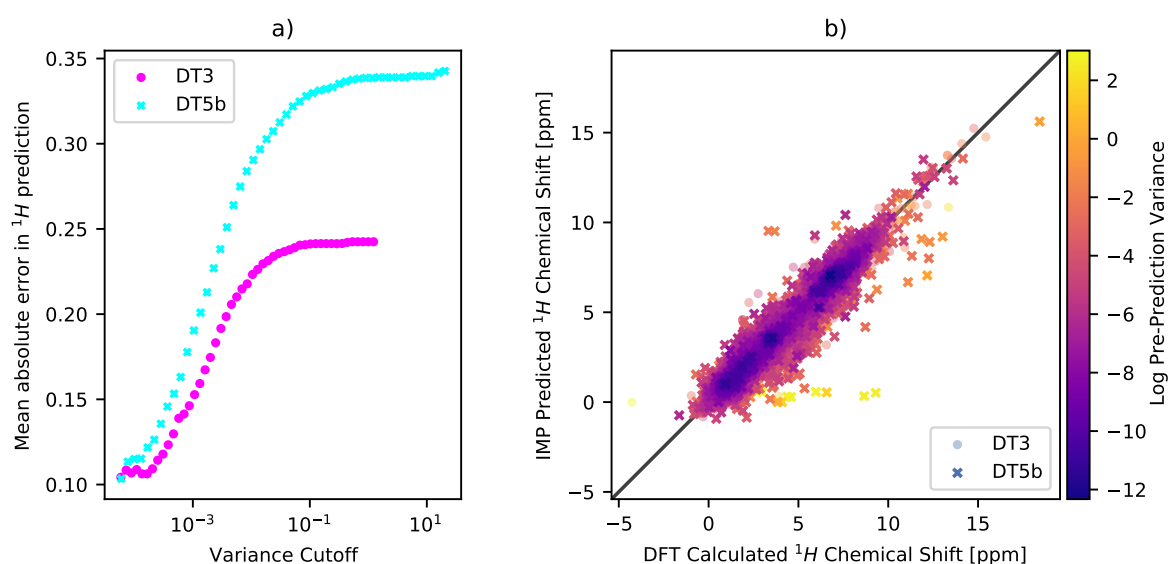 a)
Mean absolute error in ¹H prediction
0.35
0.30
0.25
0.20
0.15
0.10
DT3
DT5b
10⁻³
10⁻¹
10¹
Variance Cutoff
b)
IMP Predicted ¹H Chemical Shift [ppm]
15
10
5
0
−5
DT3
DT5b
−5
0
5
10
15
DFT Calculated ¹H Chemical Shift [ppm]
2
0
−2
−4
−6
−8
−10
−12
Log Pre-Prediction Variance